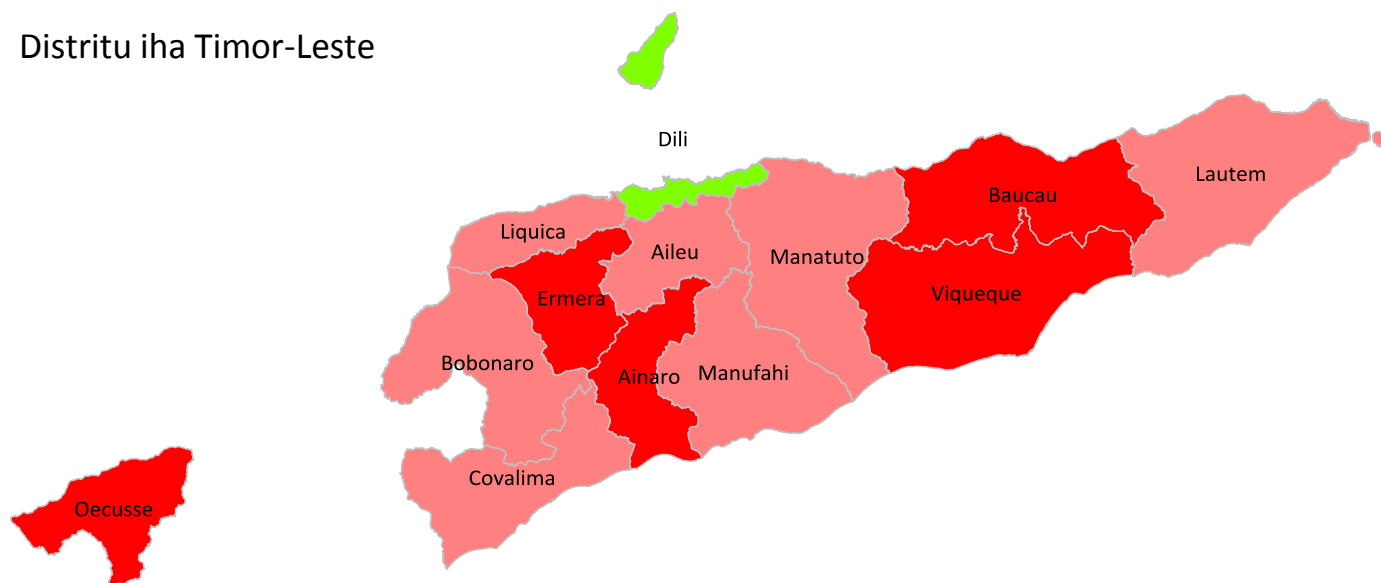 Distritu iha Timor-Leste
Dili
Lautem
Baucau
Liquica
Aileu
Manatuto
Viqueque
Ermera
Bobonaro
Ainaro
Manufahi
Covalima
Oecusse